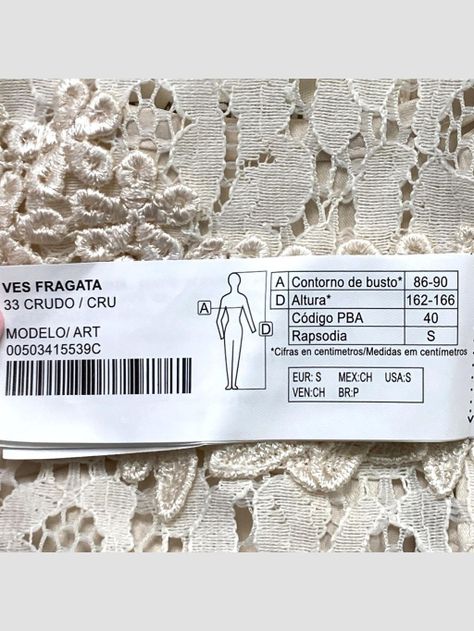 VES FRAGATA
33 CRUDO / CRU
MODELO/ ART
00503415539C
A
D
A Contorno de busto* 86-90
D Altura* 162-166
Código PBA 40
Rapsodia S
*Cifras en centimetros/Medidas em centímetros
EUR: S MEX:CH USA:S
VEN:CH BR:P